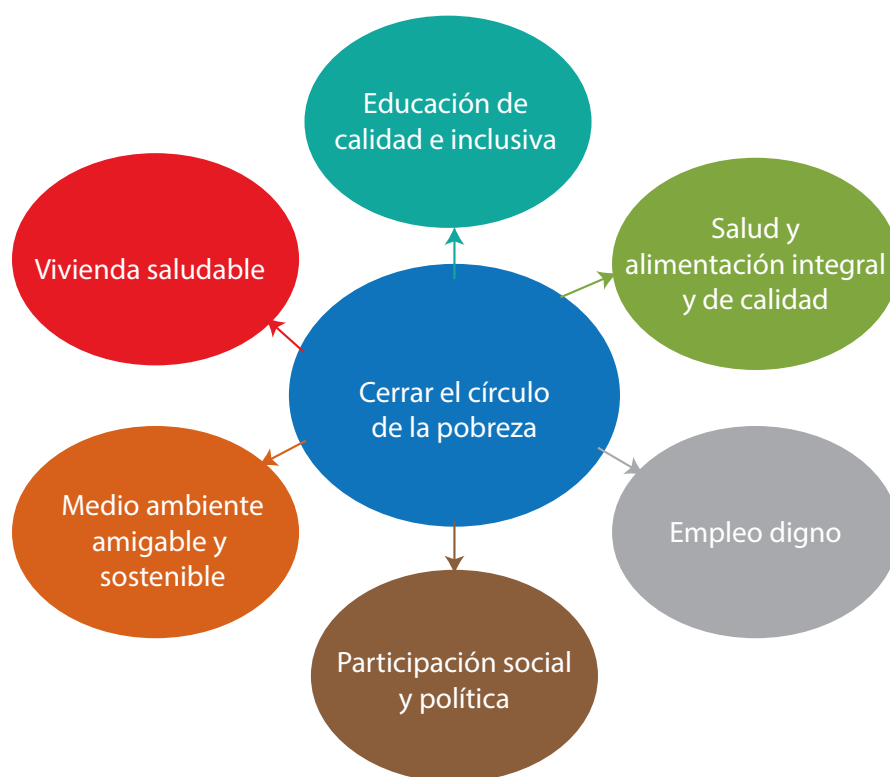 Educación de
calidad e inclusiva
Salud y
alimentación integral
y de calidad
Vivienda saludable
Cerrar el círculo
de la pobreza
Empleo digno
Medio ambiente
amigable y
sostenible
Participación social
y política